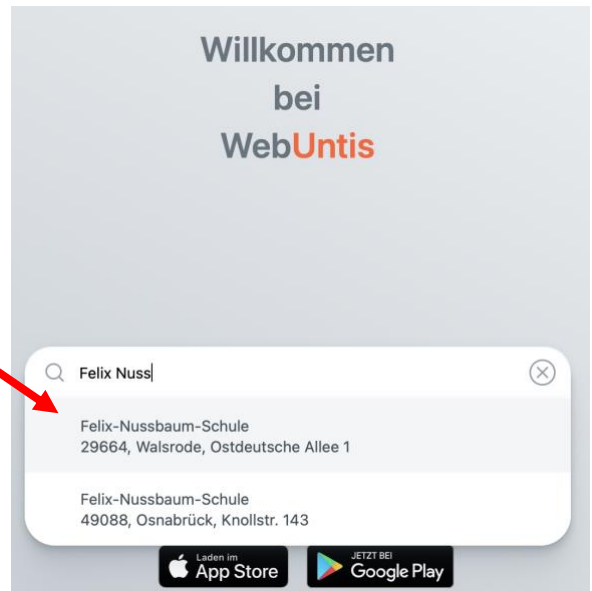 Willkommen
bei
WebUntis
Felix Nuss
Felix-Nussbaum-Schule
29664, Walsrode, Ostdeutsche Allee 1
Felix-Nussbaum-Schule
49088, Osnabrück, Knollstr. 143
Laden im
App Store
JETZT BEI
Google Play